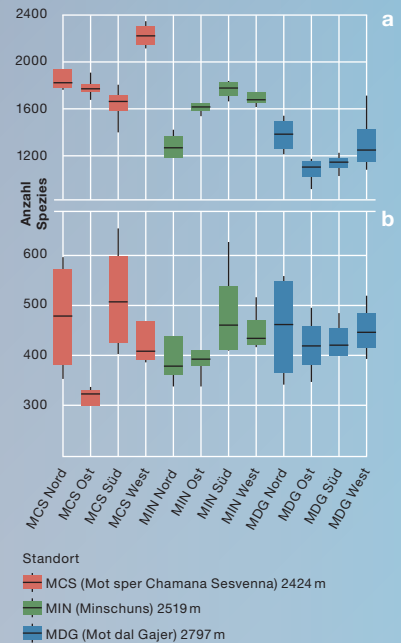 2400
a
2000
1600
1200
Anzahl
Spezies
b
600
500
400
300
MCS Nord
MCS Ost
MCS Süd
MCS West
MIN Nord
MIN Ost
MIN Süd
MIN West
MDG Nord
MDG Ost
MDG Süd
MDG West
Standort
MCS (Mot sper Chamana Sesvenna) 2424 m
MIN (Minschuns) 2519 m
MDG (Mot dal Gajer) 2797 m